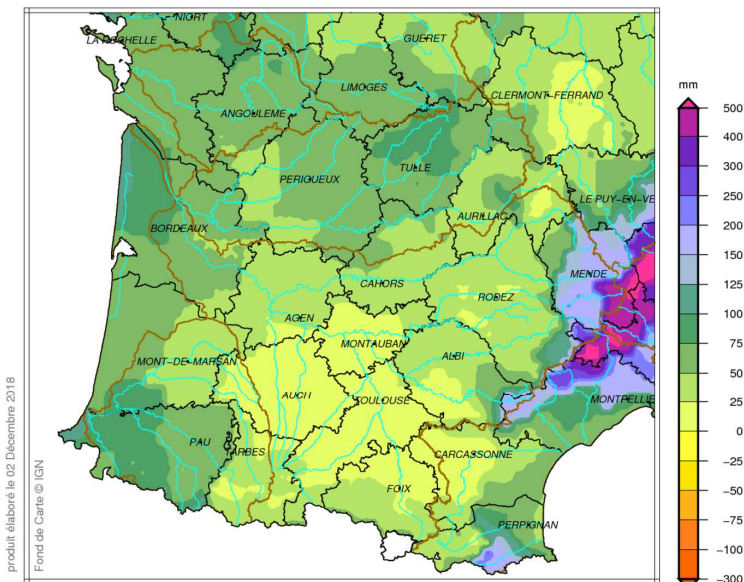 NIORT
LA ROCHELLE
GUERET
mm
LIMOGES
CLERMONT-FERRAND
500
ANGOULEME
400
300
TULLE
250
PERIGUEUX
200
LE PUY-EN-VE
AURILLAC
BORDEAUX
150
MENDE
125
CAHORS
RODEZ
100
AGEN
75
MONTAUBAN
MONT-DE-MARSAN
ALBI
50
AUCH
TOULOUSE
MONTPELLIE
25
0
PAU
TARBES
CARCASSONNE
-25
FOIX
-50
PERPIGNAN
-75
-100
-300
produit élaboré le 02 Décembre 2018
Fond de Carte © IGN